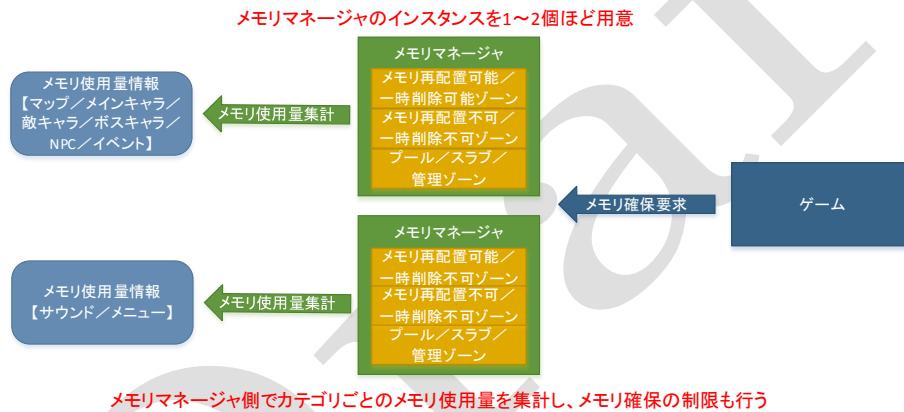 メモリマネージャのインスタンスを1～2個ほど用意
メモリ使用量情報
【マップ／メインキャラ／
敵キャラ／ボスキャラ／
NPC／イベント】
メモリ使用量集計
メモリマネージャ
メモリ再配置可能／
一時削除可能ゾーン
メモリ再配置不可／
一時削除不可ゾーン
プール／スラブ／
管理ゾーン
メモリ確保要求
ゲーム
メモリ使用量情報
【サウンド／メニュー】
メモリ使用量集計
メモリマネージャ
メモリ再配置可能／
一時削除不可ゾーン
メモリ再配置不可／
一時削除不可ゾーン
プール／スラブ／
管理ゾーン
メモリマネージャ側でカテゴリごとのメモリ使用量を集計し、メモリ確保の制限も行う